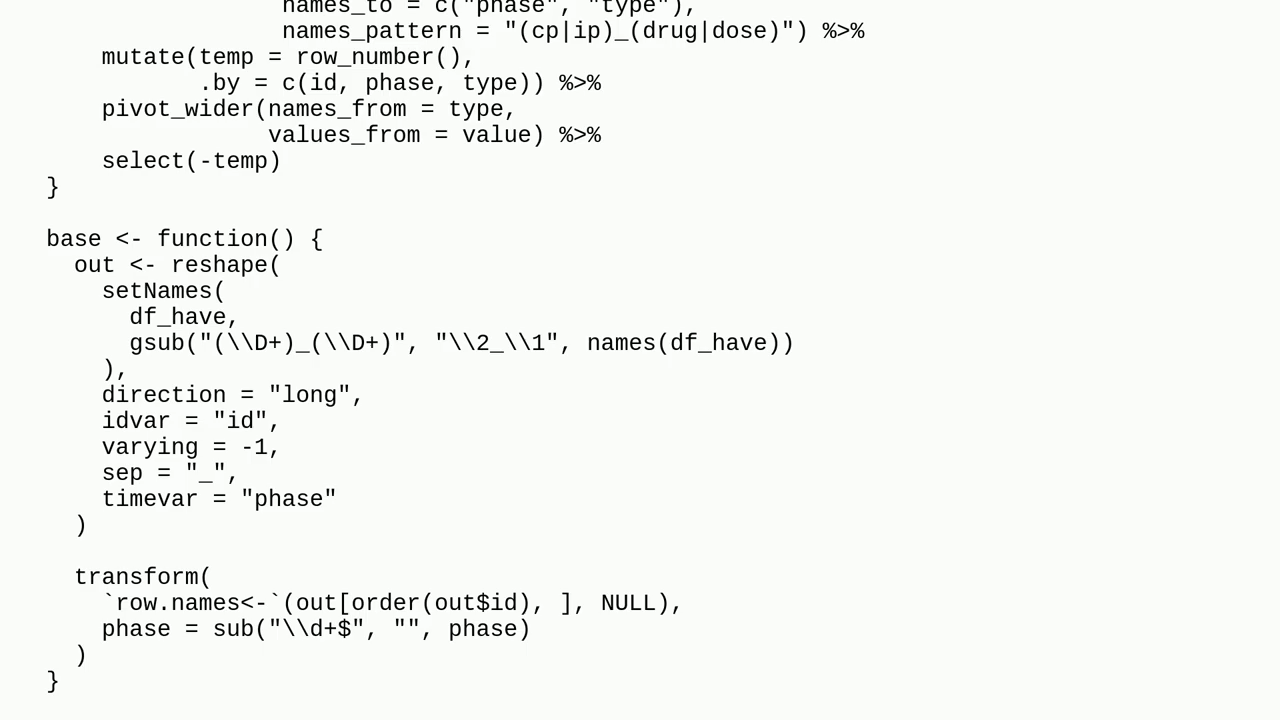 names_to = c("phase", "type"),
names_pattern = "(cp|ip)_(drug|dose)") %>%
mutate(temp = row_number(),
.by = c(id, phase, type)) %>%
pivot_wider(names_from = type,
values_from = value) %>%
select(-temp)
}
base <- function() {
out <- reshape(
setNames(
df_have,
gsub("(\\D+)_(\\D+)", "\\2_\\1", names(df_have))
),
direction = "long",
idvar = "id",
varying = -1,
sep = "_",
timevar = "phase"
)
transform(
`row.names<-`(out[order(out$id), ], NULL),
phase = sub("\\d+$", "", phase)
)
}